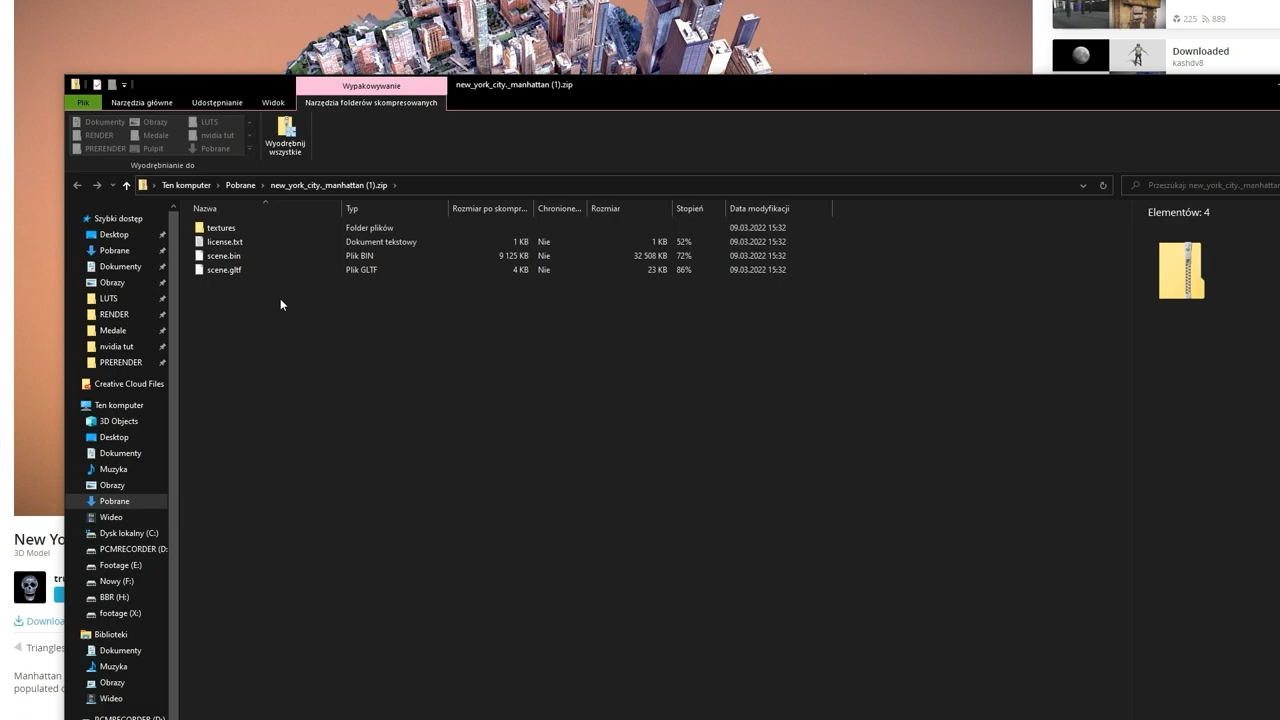 225 889
Downloaded
kashdv8
Wypakowywanie
new_york_city._manhattan (1).zip
Plik
Narzędzia główne
Udostępnianie
Widok
Narzędzia folderów skompresowanych
Dokumenty
Obrazy
LUTS
RENDER
Medale
nvidia tut
PRERENDER
Pulpit
Pobrane
Wyodrębnij
wszystkie
Wyodrębnianie do
Ten komputer
Pobrane
new_york_city._manhattan (1).zip
Przeszukaj: new_york_city._manhatta
Nazwa
Typ
Rozmiar po skompr...
Chronione...
Rozmiar
Stopień
Data modyfikacji
textures Folder plików 09.03.2022 15:32
license.txt Dokument tekstowy 1 KB Nie 1 KB 52% 09.03.2022 15:32
scene.bin Plik BIN 9 125 KB Nie 32 508 KB 72% 09.03.2022 15:32
scene.gltf Plik GLTF 4 KB Nie 23 KB 86% 09.03.2022 15:32
Elementów: 4
Szybki dostęp
Desktop
Pobrane
Dokumenty
Obrazy
LUTS
RENDER
Medale
nvidia tut
PRERENDER
Creative Cloud Files
Ten komputer
3D Objects
Desktop
Dokumenty
Muzyka
Obrazy
Pobrane
Wideo
Dysk lokalny (C:)
PCMRECORDER (D:
Footage (E:)
Nowy (F:)
BBR (H:)
footage (X:)
Biblioteki
Dokumenty
Muzyka
Obrazy
Wideo
PCMRECORDER (D:)
New Yo
3D Model
tr
Downloa
Triangles
Manhattan
populated